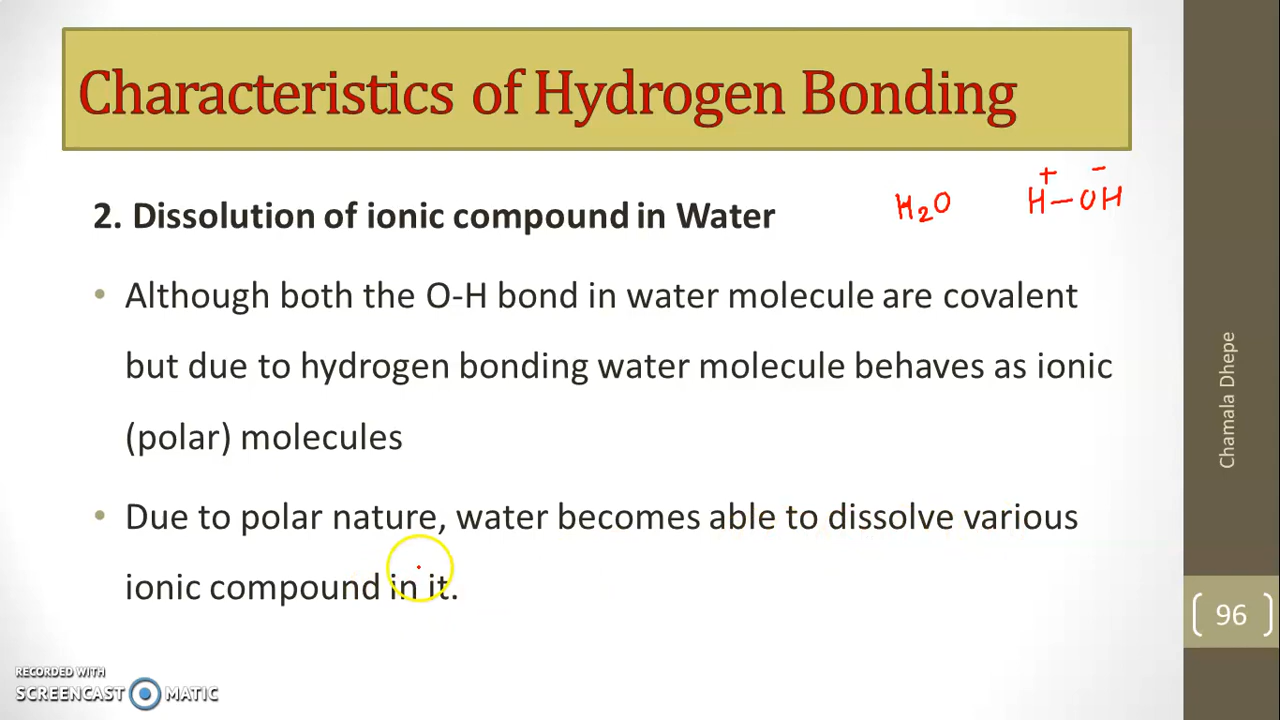 Characteristics of Hydrogen Bonding
H2O
+ -
H-OH
2. Dissolution of ionic compound in Water
• Although both the O-H bond in water molecule are covalent
but due to hydrogen bonding water molecule behaves as ionic
(polar) molecules
• Due to polar nature, water becomes able to dissolve various
ionic compound in it.
Chamala Dhepe
96
RECORDED WITH
SCREENCAST MATIC